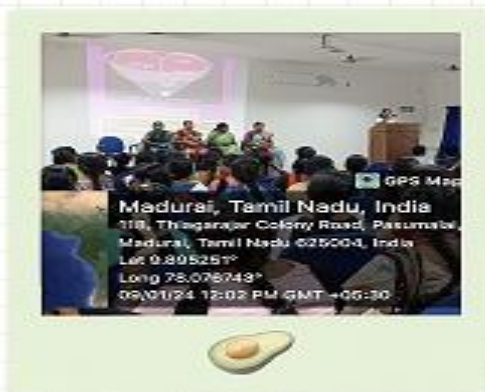 GPS Map
Madurai, Tamil Nadu, India
118, Thiagarajar Colony Road, Pasumalai,
Madurai, Tamil Nadu 625004, India
Lat 9.895251°
Long 78.076743°
09/01/24 12:02 PM GMT +05:30